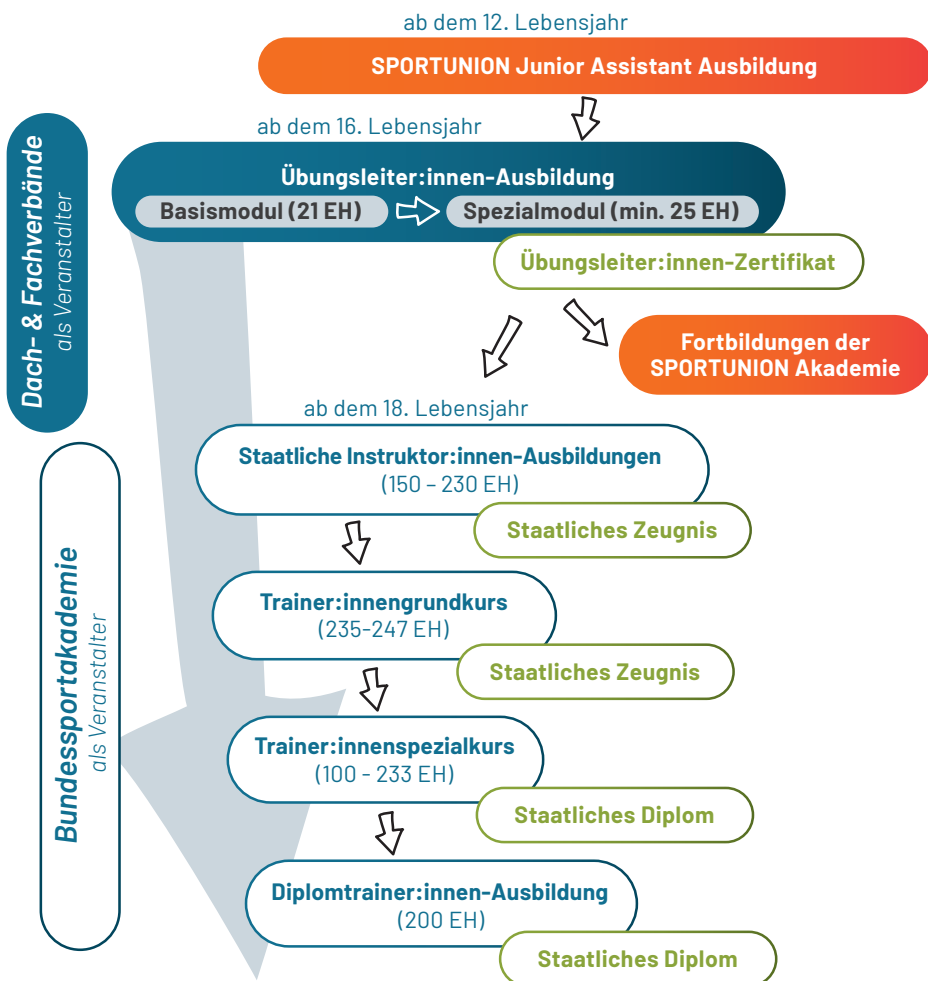 ab dem 12. Lebensjahr
SPORTUNION Junior Assistant Ausbildung
ab dem 16. Lebensjahr
Dach- & Fachverbände
als Veranstalter
Übungsleiter:innen-Ausbildung
Basismodul (21 EH)
Spezialmodul (min. 25 EH)
Übungsleiter:innen-Zertifikat
Fortbildungen der
SPORTUNION Akademie
ab dem 18. Lebensjahr
Bundessportakademie
als Veranstalter
Staatliche Instruktor:innen-Ausbildungen
(150 – 230 EH)
Staatliches Zeugnis
Trainer:innengrundkurs
(235-247 EH)
Staatliches Zeugnis
Trainer:innenspezialkurs
(100 - 233 EH)
Staatliches Diplom
Diplomtrainer:innen-Ausbildung
(200 EH)
Staatliches Diplom